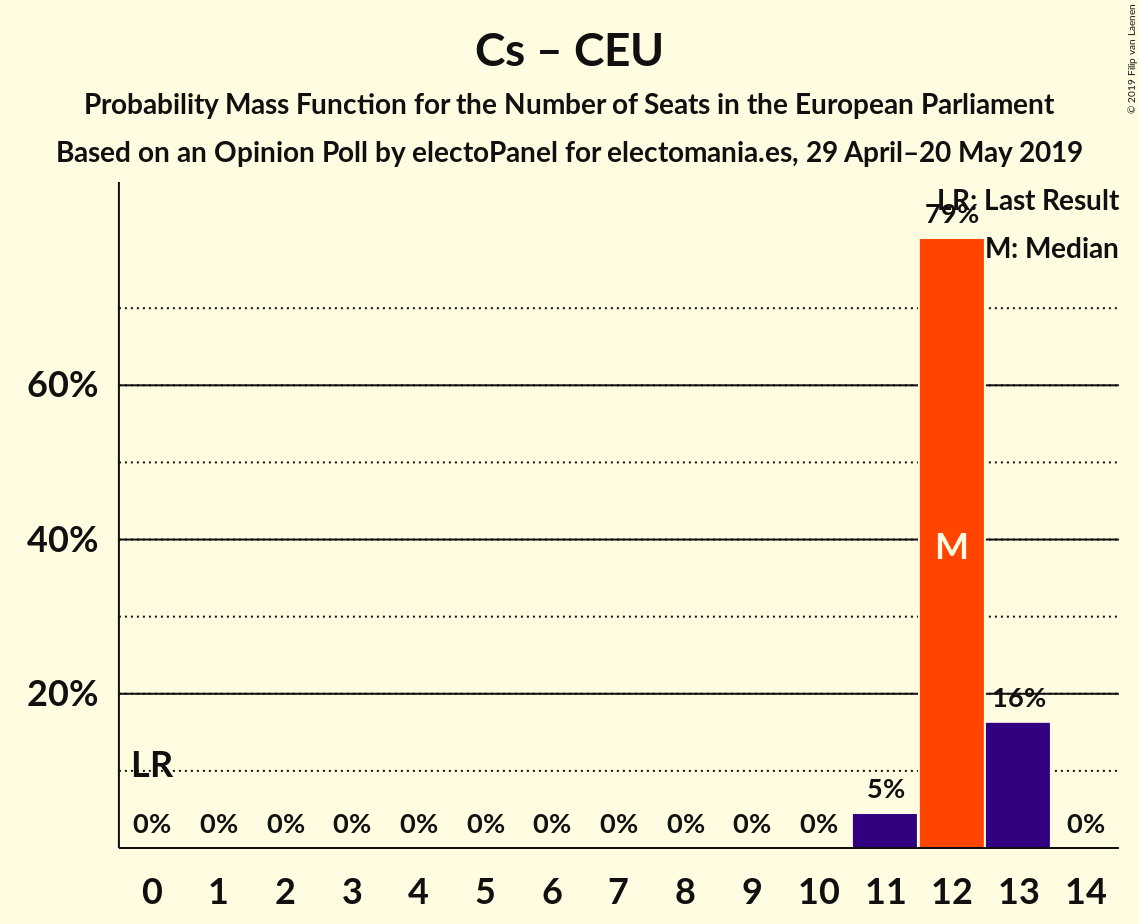 Cs – CEU
Probability Mass Function for the Number of Seats in the European Parliament
Based on an Opinion Poll by electoPanel for electomania.es, 29 April–20 May 2019
© 2019 Filip van Laenen
LR: Last Result
M: Median
79%
60%
40%
20%
M
16%
LR
5%
0% 0% 0% 0% 0% 0% 0% 0% 0% 0% 0% 0%
0 1 2 3 4 5 6 7 8 9 10 11 12 13 14